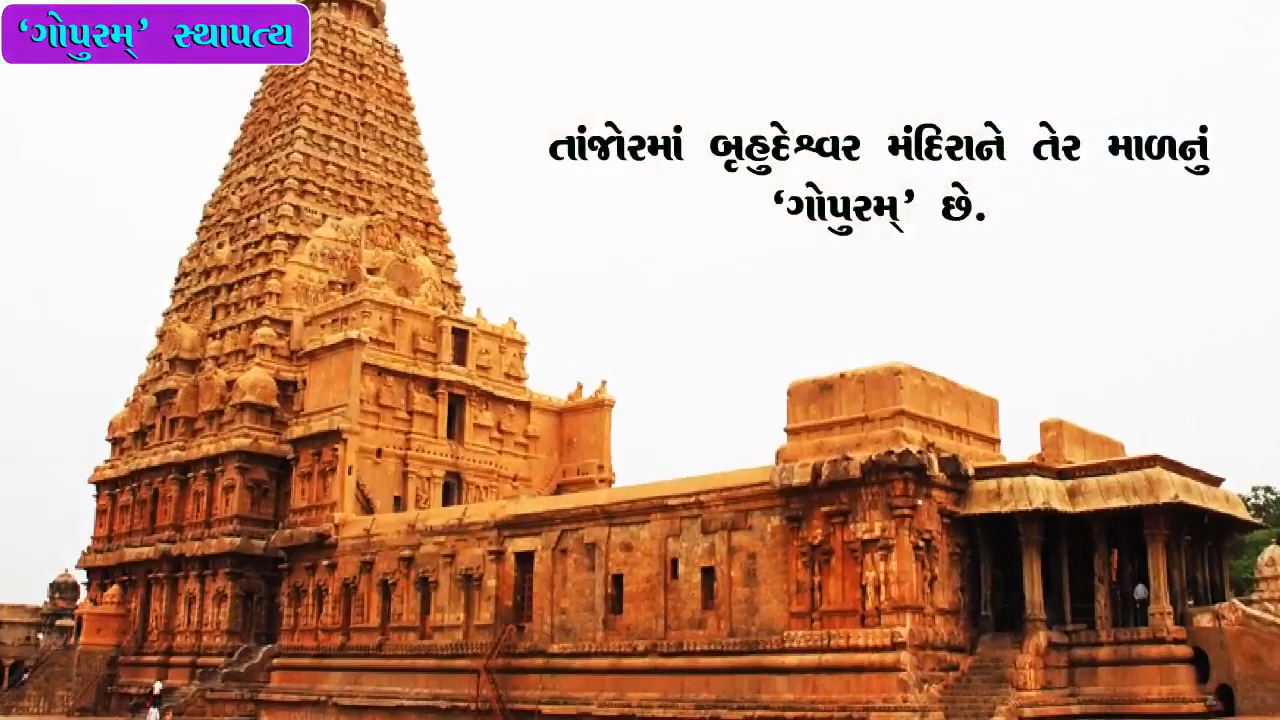 ‘ગોપુરમ્’ સ્થાપત્ય
તાંજોરમાં બૃહુદેશ્વર મંદિરાને તેર માળનું
‘ગોપુરમ્’ છે.